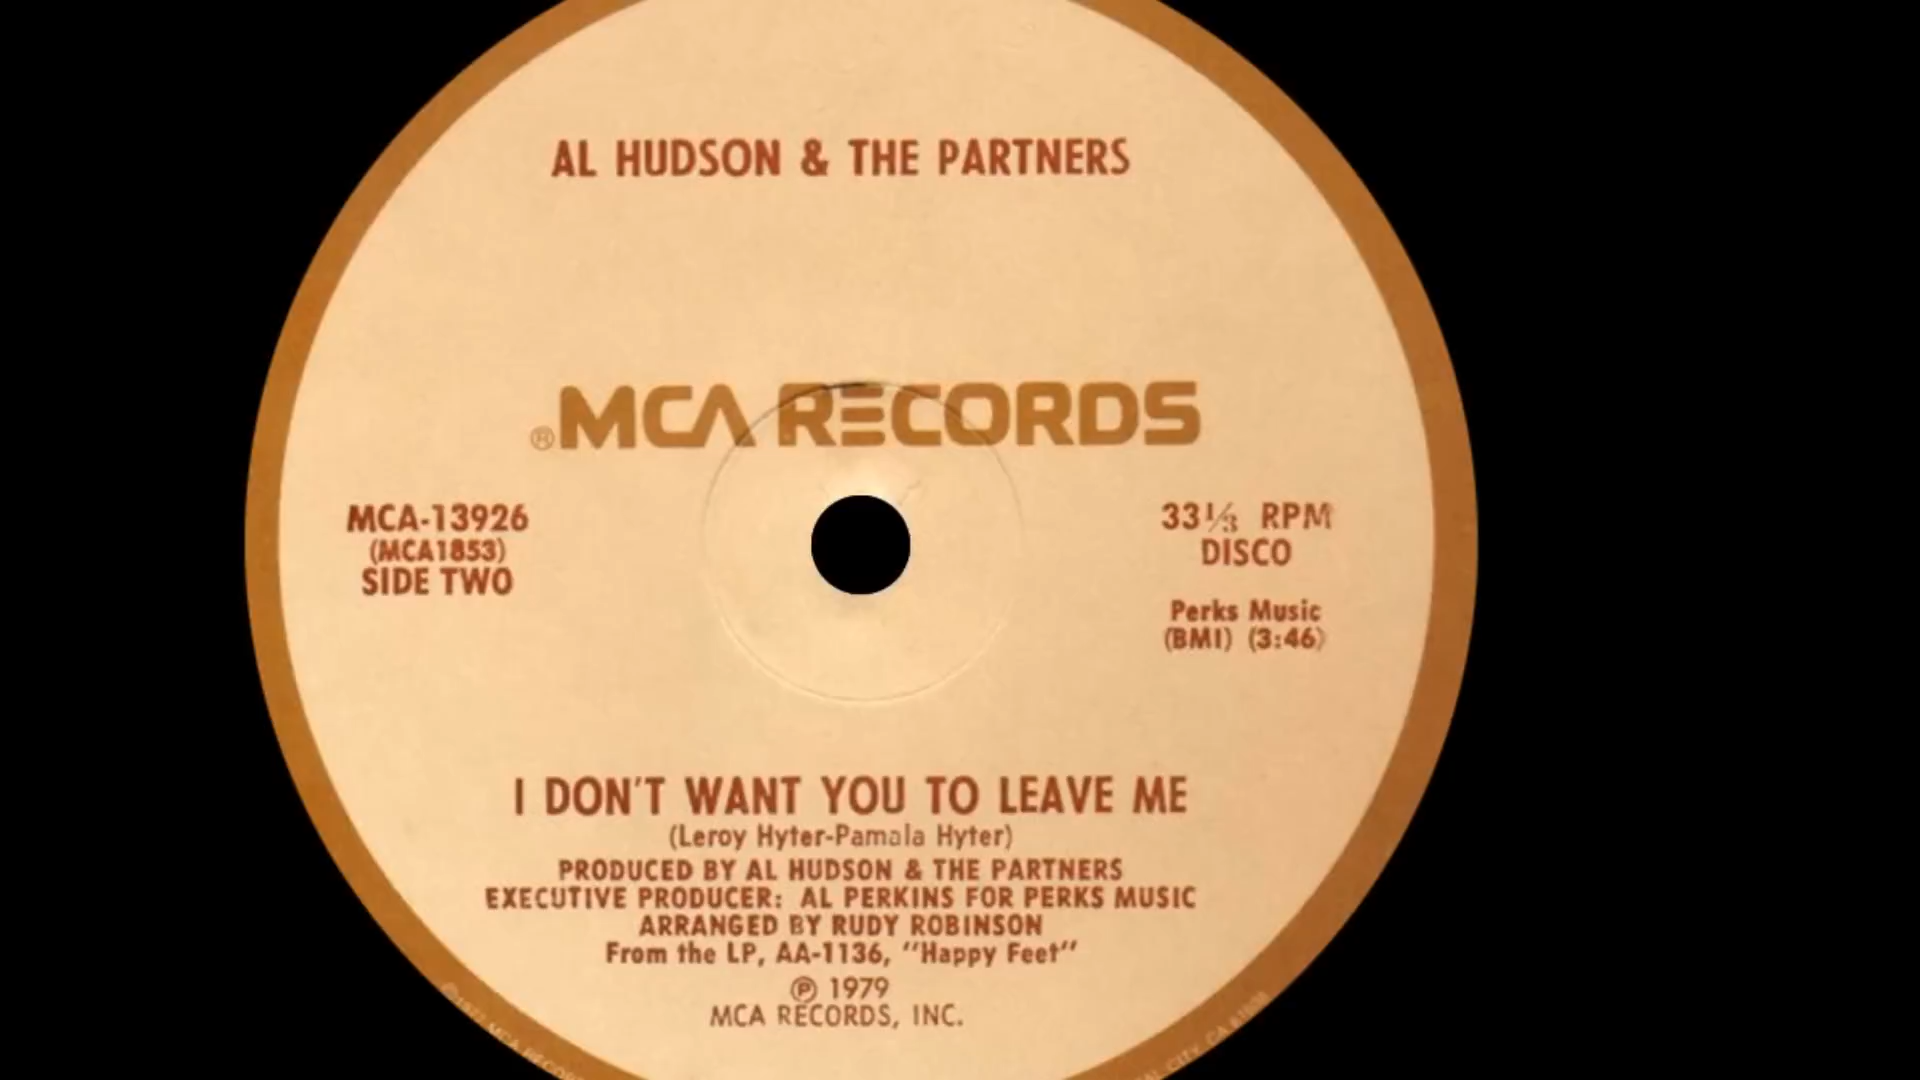 AL HUDSON & THE PARTNERS
®MCA RECORDS
MCA-13926
(MCA1853)
SIDE TWO
33⅓ RPM
DISCO
Perks Music
(BMI) (3:46)
I DON'T WANT YOU TO LEAVE ME
(Leroy Hyter-Pamala Hyter)
PRODUCED BY AL HUDSON & THE PARTNERS
EXECUTIVE PRODUCER: AL PERKINS FOR PERKS MUSIC
ARRANGED BY RUDY ROBINSON
From the LP, AA-1136, "Happy Feet"
℗ 1979
MCA RECORDS, INC.